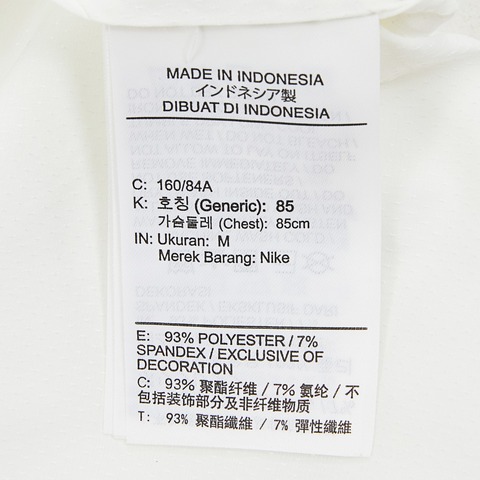 MADE IN INDONESIA
インドネシア製
DIBUAT DI INDONESIA
C: 160/84A
K: 호칭 (Generic): 85
가슴둘레 (Chest): 85cm
IN: Ukuran: M
Merek Barang: Nike
E: 93% POLYESTER / 7%
SPANDEX / EXCLUSIVE OF
DECORATION
C: 93% 聚酯纤维 / 7% 氨纶 / 不
包括装饰部分及非纤维物质
T: 93% 聚酯纖維 / 7% 彈性纖維